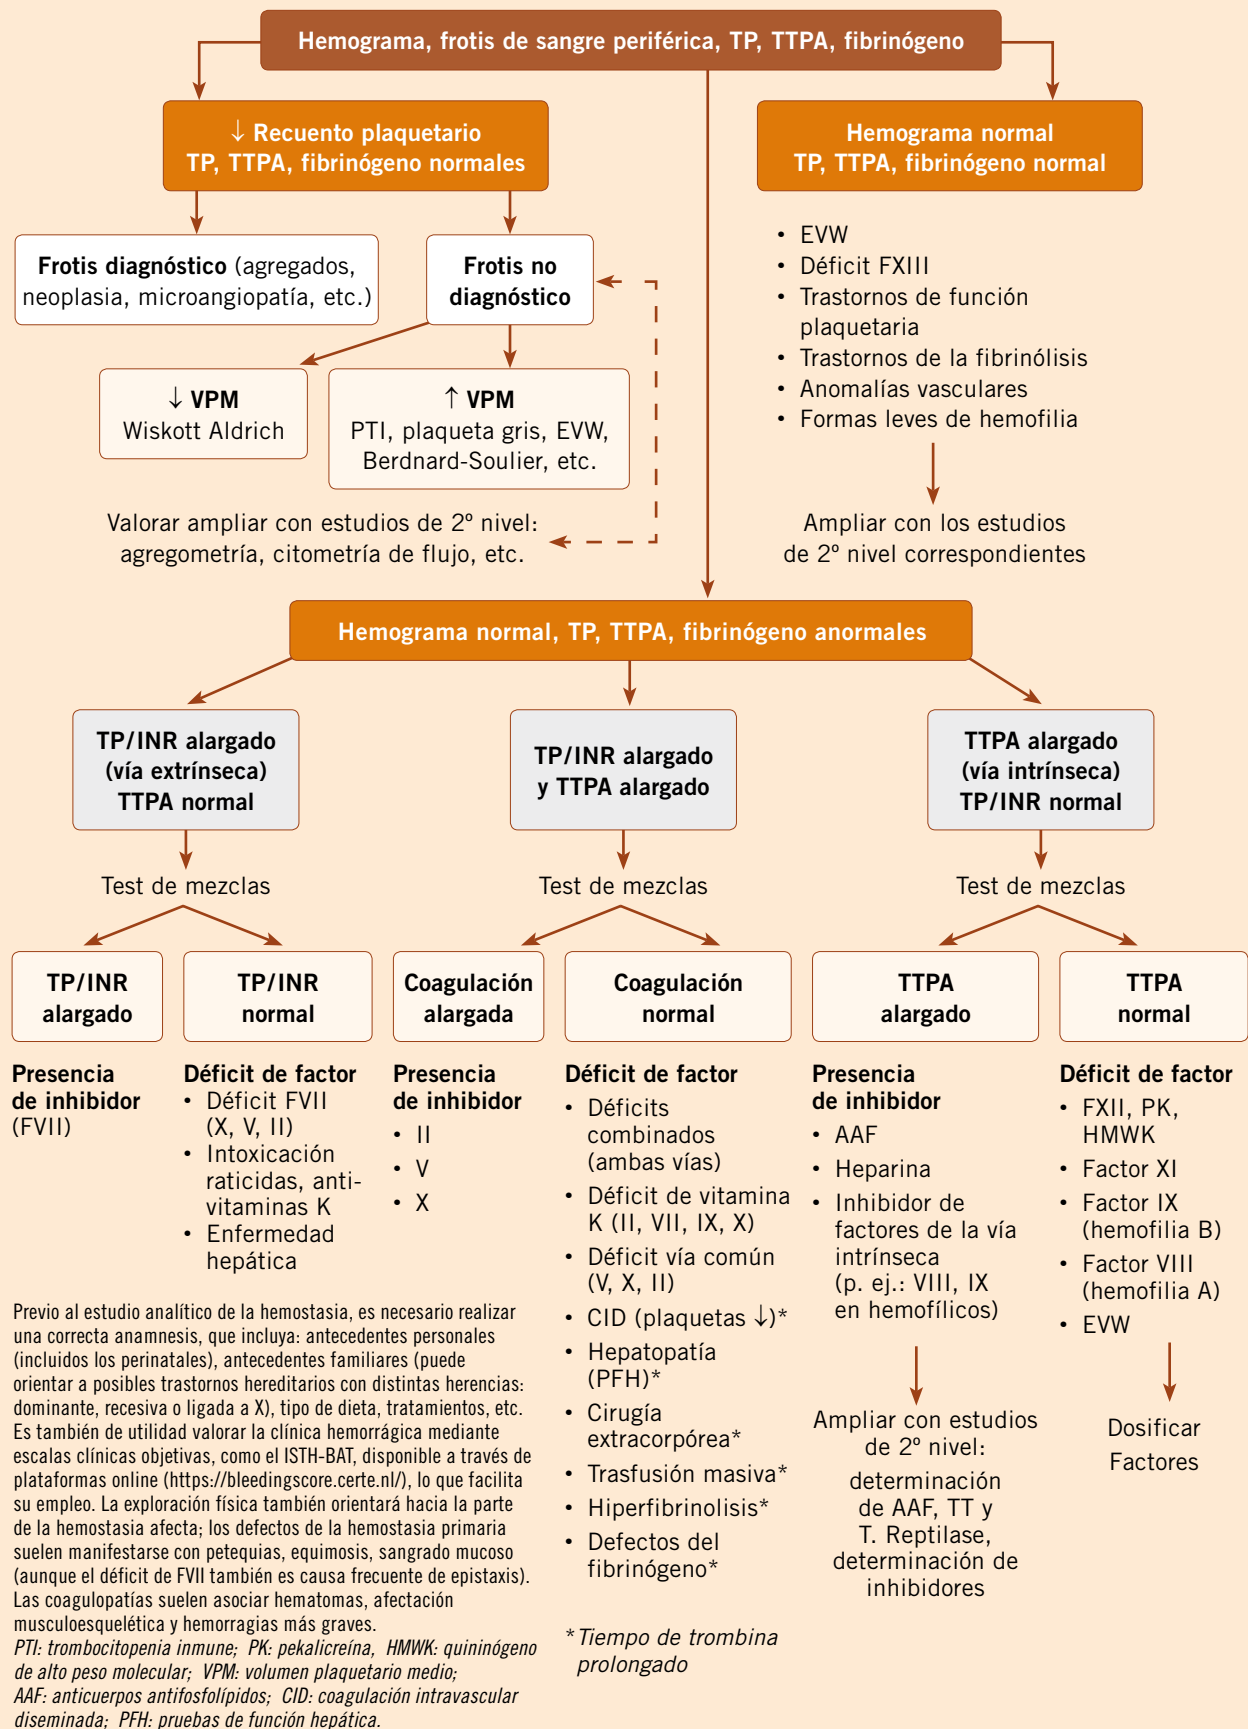 Hemograma, frotis de sangre periférica, TP, TTPA, fibrinógeno
↓ Recuento plaquetario
TP, TTPA, fibrinógeno normales
Hemograma normal
TP, TTPA, fibrinógeno normal
Frotis diagnóstico (agregados,
neoplasia, microangiopatía, etc.)
Frotis no
diagnóstico
↓ VPM
Wiskott Aldrich
↑ VPM
PTI, plaqueta gris, EVW,
Berdnard-Soulier, etc.
Valorar ampliar con estudios de 2º nivel:
agregometría, citometría de flujo, etc.
• EVW
• Déficit FXIII
• Trastornos de función
plaquetaria
• Trastornos de la fibrinólisis
• Anomalías vasculares
• Formas leves de hemofilia
Ampliar con los estudios
de 2º nivel correspondientes
Hemograma normal, TP, TTPA, fibrinógeno anormales
TP/INR alargado
(vía extrínseca)
TTPA normal
TP/INR alargado
y TTPA alargado
TTPA alargado
(vía intrínseca)
TP/INR normal
Test de mezclas
Test de mezclas
Test de mezclas
TP/INR
alargado
TP/INR
normal
Coagulación
alargada
Coagulación
normal
TTPA
alargado
TTPA
normal
Presencia
de inhibidor
(FVII)
Déficit de factor
• Déficit FVII
(X, V, II)
• Intoxicación
raticidas, anti-
vitaminas K
• Enfermedad
hepática
Presencia
de inhibidor
• II
• V
• X
Déficit de factor
• Déficits
combinados
(ambas vías)
• Déficit de vitamina
K (II, VII, IX, X)
• Déficit vía común
(V, X, II)
• CID (plaquetas ↓)*
• Hepatopatía
(PFH)*
• Cirugía
extracorpórea*
• Trasfusión masiva*
• Hiperfibrinolisis*
• Defectos del
fibrinógeno*
*Tiempo de trombina
prolongado
Presencia
de inhibidor
• AAF
• Heparina
• Inhibidor de
factores de la vía
intrínseca
(p. ej.: VIII, IX
en hemofílicos)
Ampliar con estudios
de 2º nivel:
determinación
de AAF, TT y
T. Reptilase,
determinación de
inhibidores
Déficit de factor
• FXII, PK,
HMWK
• Factor XI
• Factor IX
(hemofilia B)
• Factor VIII
(hemofilia A)
• EVW
Dosificar
Factores
Previo al estudio analítico de la hemostasia, es necesario realizar
una correcta anamnesis, que incluya: antecedentes personales
(incluidos los perinatales), antecedentes familiares (puede
orientar a posibles trastornos hereditarios con distintas herencias:
dominante, recesiva o ligada a X), tipo de dieta, tratamientos, etc.
Es también de utilidad valorar la clínica hemorrágica mediante
escalas clínicas objetivas, como el ISTH-BAT, disponible a través de
plataformas online (https://bleedingscore.certe.nl/), lo que facilita
su empleo. La exploración física también orientará hacia la parte
de la hemostasia afecta; los defectos de la hemostasia primaria
suelen manifestarse con petequias, equimosis, sangrado mucoso
(aunque el déficit de FVII también es causa frecuente de epistaxis).
Las coagulopatías suelen asociar hematomas, afectación
musculoesquelética y hemorragias más graves.
PTI: trombocitopenia inmune; PK: pekalicreína, HMWK: quininógeno
de alto peso molecular; VPM: volumen plaquetario medio;
AAF: anticuerpos antifosfolípidos; CID: coagulación intravascular
diseminada; PFH: pruebas de función hepática.